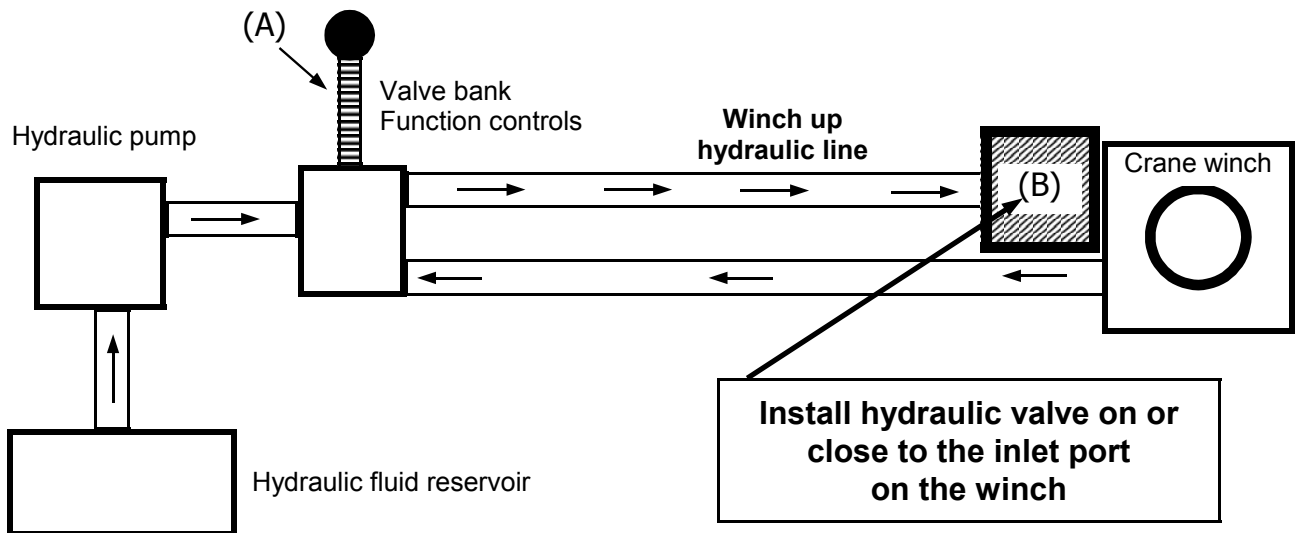 (A)
Valve bank
Function controls
Hydraulic pump
Winch up
hydraulic line
(B)
Crane winch
Install hydraulic valve on or
close to the inlet port
on the winch
Hydraulic fluid reservoir